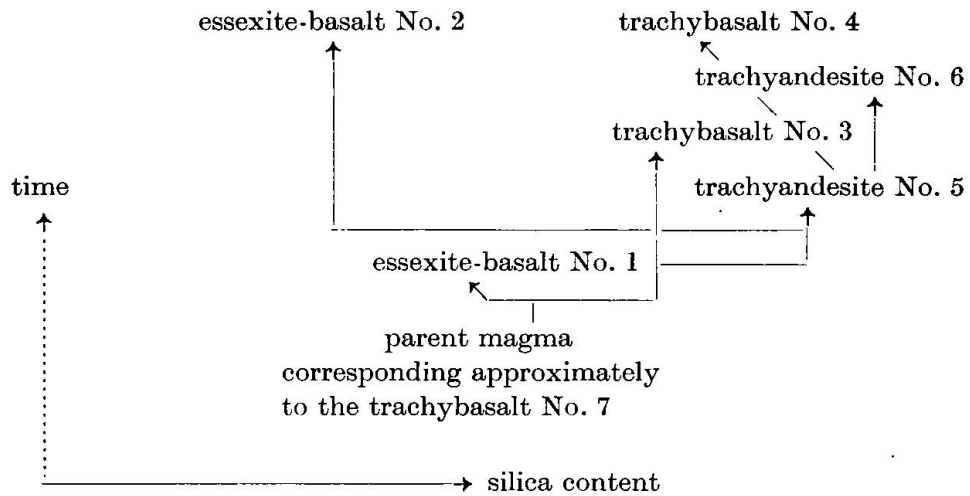 essexite-basalt No. 2
trachybasalt No. 4
trachyandesite No. 6
trachybasalt No. 3
time
trachyandesite No. 5
essexite-basalt No. 1
parent magma
corresponding approximately
to the trachybasalt No. 7
silica content